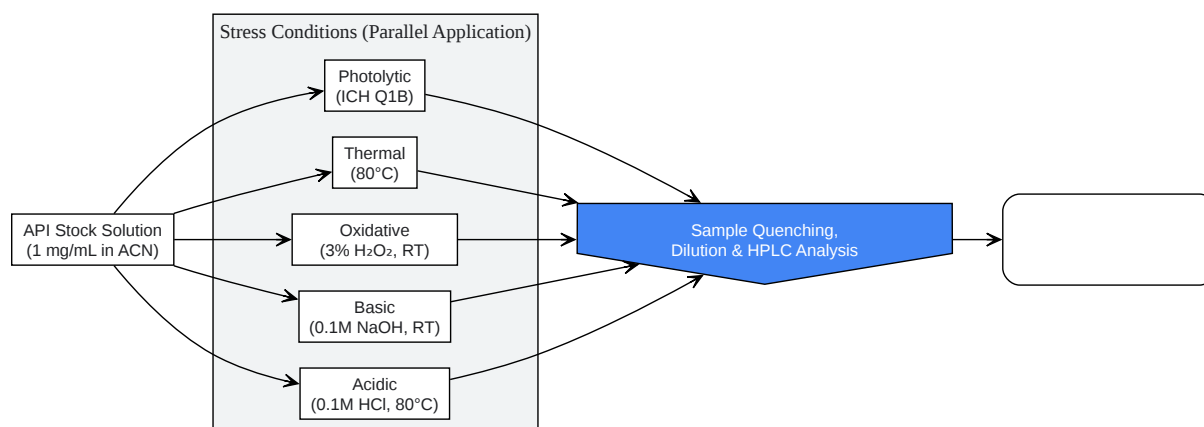 Stress Conditions (Parallel Application)
Photolytic
(ICH Q1B)
Thermal
(80°C)
API Stock Solution
(1 mg/mL in ACN)
Oxidative
(3% H₂O₂, RT)
Basic
(0.1M NaOH, RT)
Acidic
(0.1M HCl, 80°C)
Sample Quenching,
Dilution & HPLC Analysis